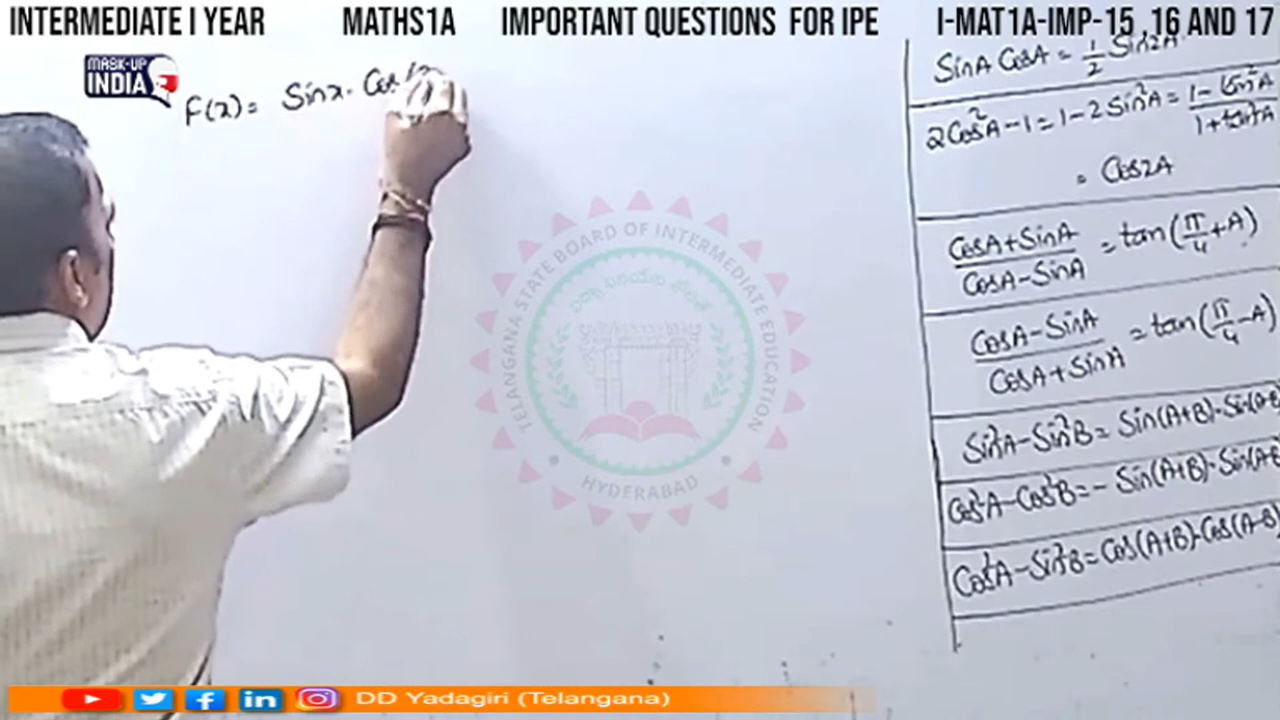 INTERMEDIATE I YEAR MATHS1A IMPORTANT QUESTIONS FOR IPE I-MAT1A-IMP-15 ,16 AND 17
MASK-UP
INDIA
F(x) = Sinx . Cos
SinA CosA = 1/2 Sin2A
2Cos²A-1 = 1-2Sin²A = 1-tan²A/1+tan²A
= Cos2A
CosA+SinA/CosA-SinA = tan(π/4+A)
CosA-SinA/CosA+SinA = tan(π/4-A)
Sin²A-Sin²B = Sin(A+B).Sin(A-B
Cos²A-Cos²B = - Sin(A+B).Sin(A-B
Cos²A-Sin²B = Cos(A+B).Cos(A-B)
TELANGANA STATE BOARD OF INTERMEDIATE EDUCATION
HYDERABAD
in DD Yadagiri (Telangana)